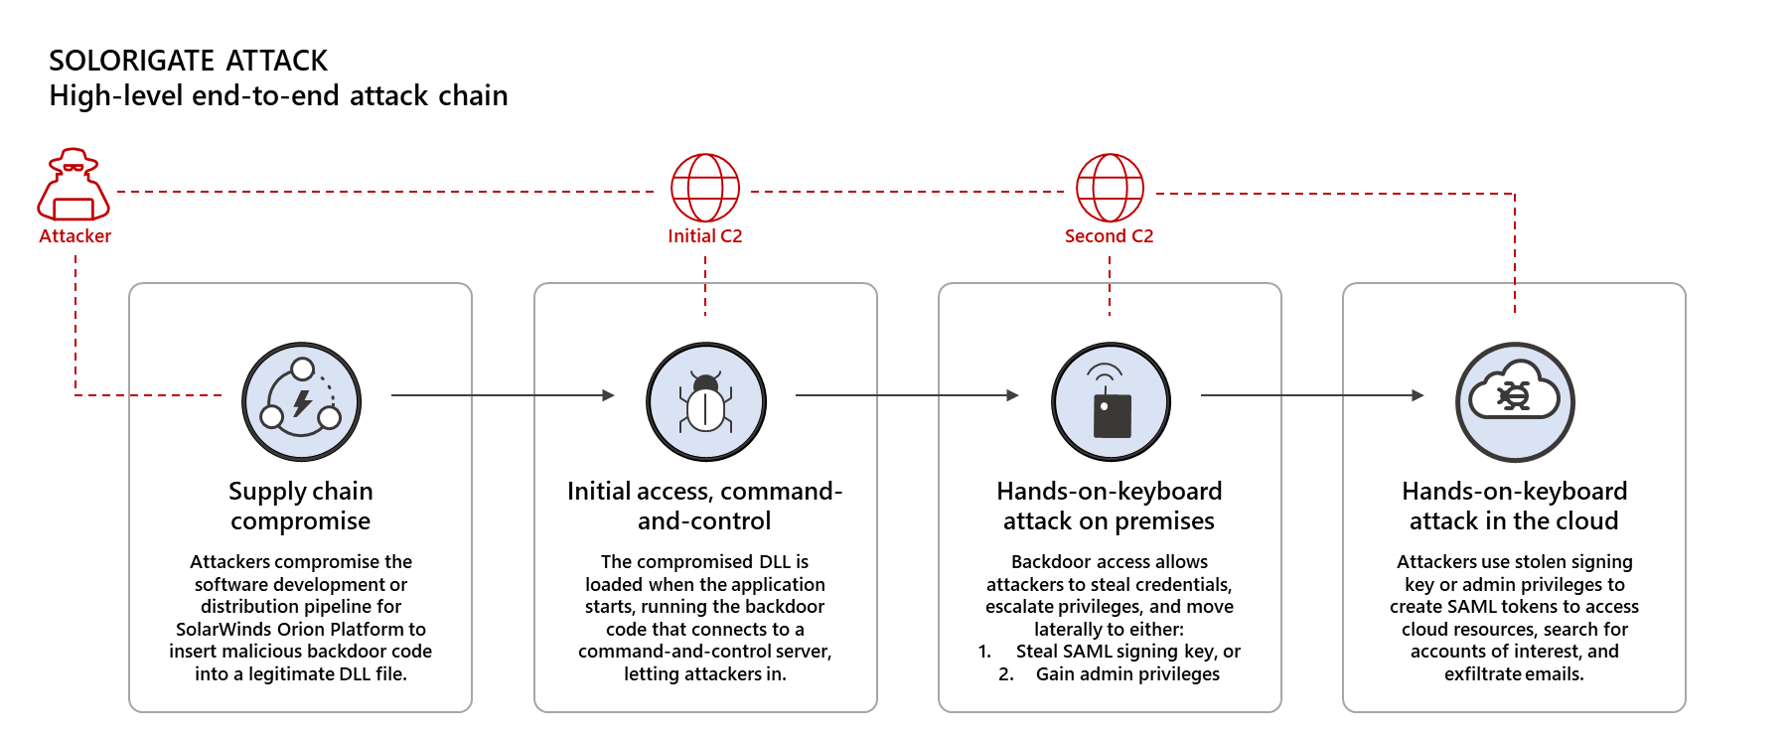 SOLORIGATE ATTACK
High-level end-to-end attack chain
Attacker
Initial C2
Second C2
Supply chain
compromise
Attackers compromise the
software development or
distribution pipeline for
SolarWinds Orion Platform to
insert malicious backdoor code
into a legitimate DLL file.
Initial access, command-
and-control
The compromised DLL is
loaded when the application
starts, running the backdoor
code that connects to a
command-and-control server,
letting attackers in.
Hands-on-keyboard
attack on premises
Backdoor access allows
attackers to steal credentials,
escalate privileges, and move
laterally to either:
1. Steal SAML signing key, or
2. Gain admin privileges
Hands-on-keyboard
attack in the cloud
Attackers use stolen signing
key or admin privileges to
create SAML tokens to access
cloud resources, search for
accounts of interest, and
exfiltrate emails.